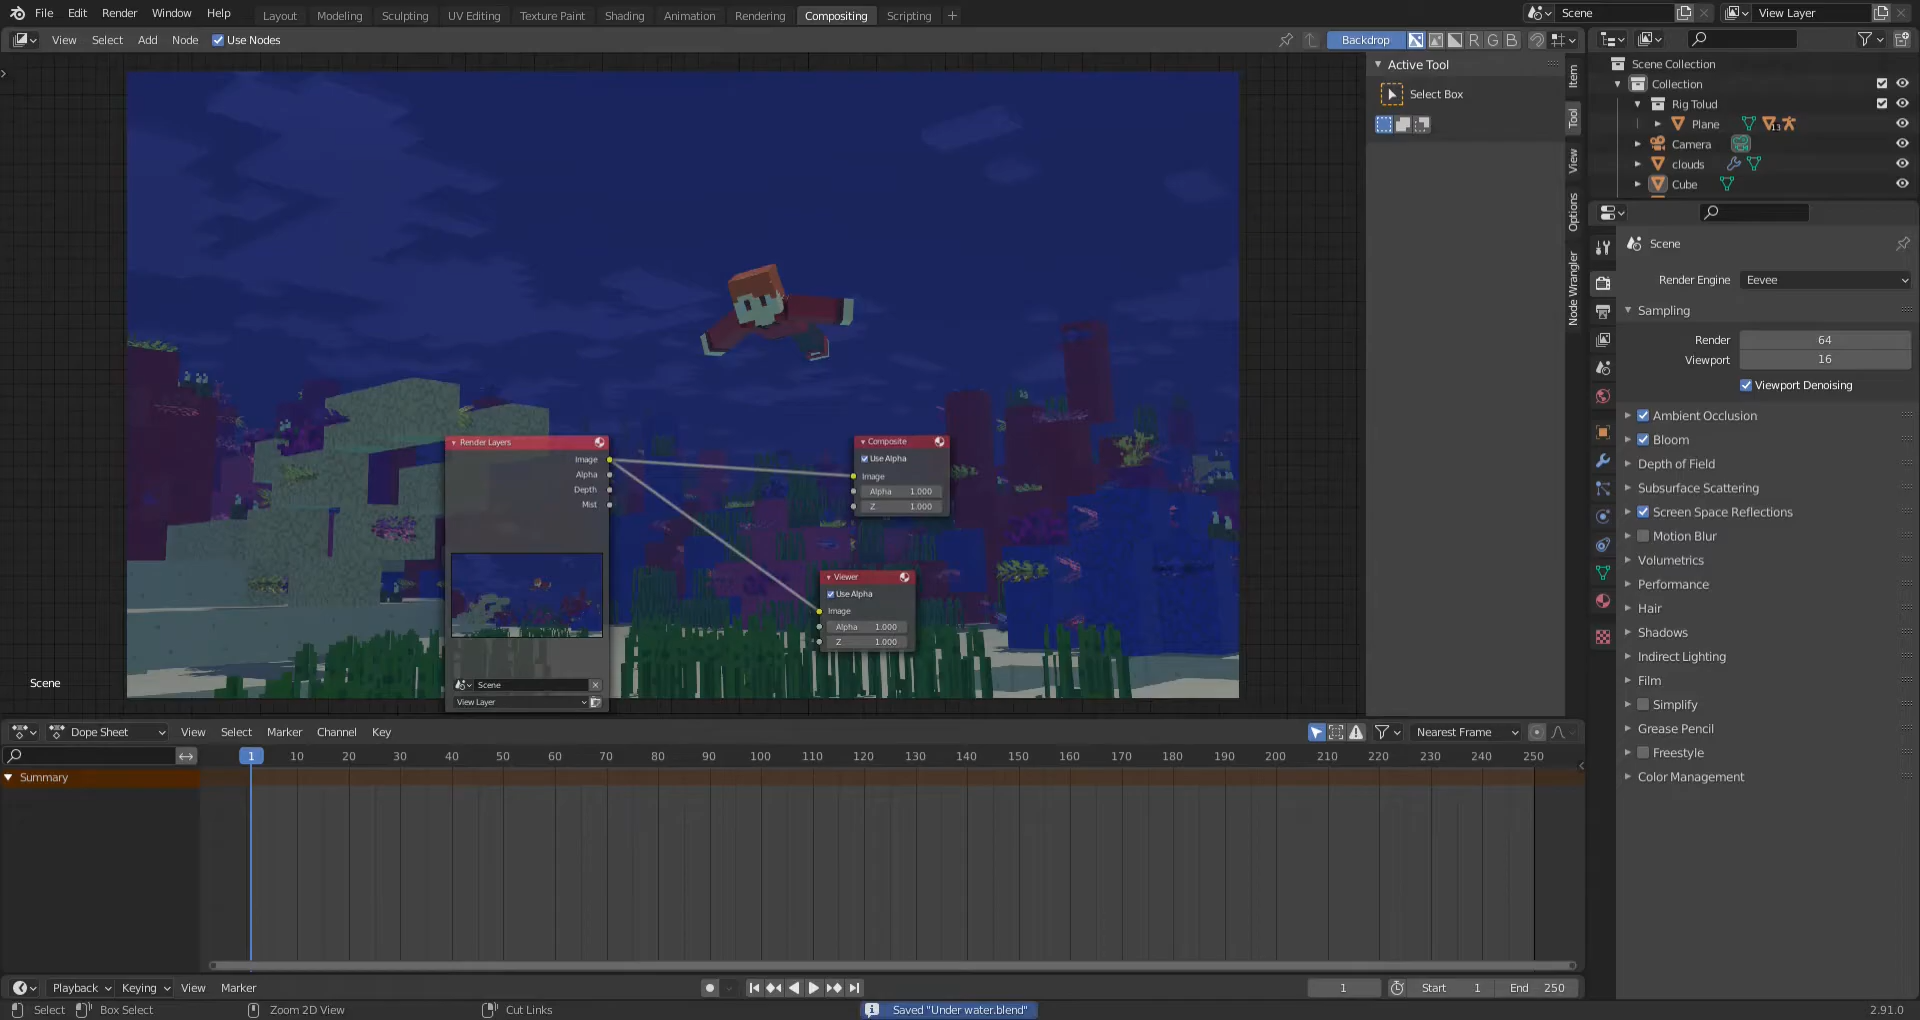 File Edit Render Window Help Layout Modeling Sculpting UV Editing Texture Paint Shading Animation Rendering Compositing Scripting + Scene View Layer
View Select Add Node Use Nodes Backdrop R G B
Active Tool
Select Box
Item
Tool
View
Options
Node Wrangler
Scene Collection
Collection
Rig Tolud
Plane 13
Camera
clouds
Cube
Scene
Render Engine Eevee
Sampling
Render 64
Viewport 16
Viewport Denoising
Ambient Occlusion
Bloom
Depth of Field
Subsurface Scattering
Screen Space Reflections
Motion Blur
Volumetrics
Performance
Hair
Shadows
Indirect Lighting
Film
Simplify
Grease Pencil
Freestyle
Color Management
Render Layers
Image
Alpha
Depth
Mist
Scene
View Layer
Composite
Use Alpha
Image
Alpha 1.000
Z 1.000
Viewer
Use Alpha
Image
Alpha 1.000
Z 1.000
Scene
Dope Sheet View Select Marker Channel Key Nearest Frame
1 10 20 30 40 50 60 70 80 90 100 110 120 130 140 150 160 170 180 190 200 210 220 230 240 250
Summary
Playback Keying View Marker 1 Start 1 End 250
Select Box Select Zoom 2D View Cut Links Saved "Under water.blend" 2.91.0